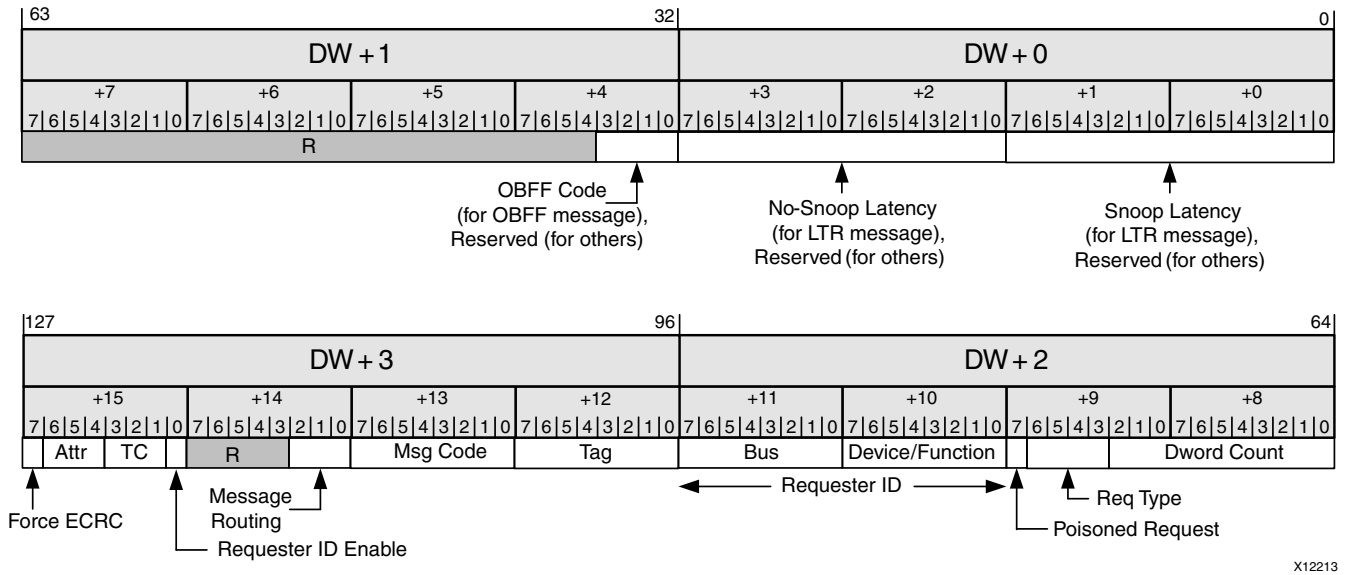 63 32 0
DW + 1 DW + 0
+7 +6 +5 +4 +3 +2 +1 +0
7 6 5 4 3 2 1 0 7 6 5 4 3 2 1 0 7 6 5 4 3 2 1 0 7 6 5 4 3 2 1 0 7 6 5 4 3 2 1 0 7 6 5 4 3 2 1 0 7 6 5 4 3 2 1 0 7 6 5 4 3 2 1 0
R
OBFF Code
(for OBFF message),
Reserved (for others)
No-Snoop Latency
(for LTR message),
Reserved (for others)
Snoop Latency
(for LTR message),
Reserved (for others)
127 96 64
DW + 3 DW + 2
+15 +14 +13 +12 +11 +10 +9 +8
7 6 5 4 3 2 1 0 7 6 5 4 3 2 1 0 7 6 5 4 3 2 1 0 7 6 5 4 3 2 1 0 7 6 5 4 3 2 1 0 7 6 5 4 3 2 1 0 7 6 5 4 3 2 1 0 7 6 5 4 3 2 1 0
Attr TC R Msg Code Tag Bus Device/Function Dword Count
Force ECRC
Requester ID Enable
Message
Routing
Requester ID
Req Type
Poisoned Request
X12213